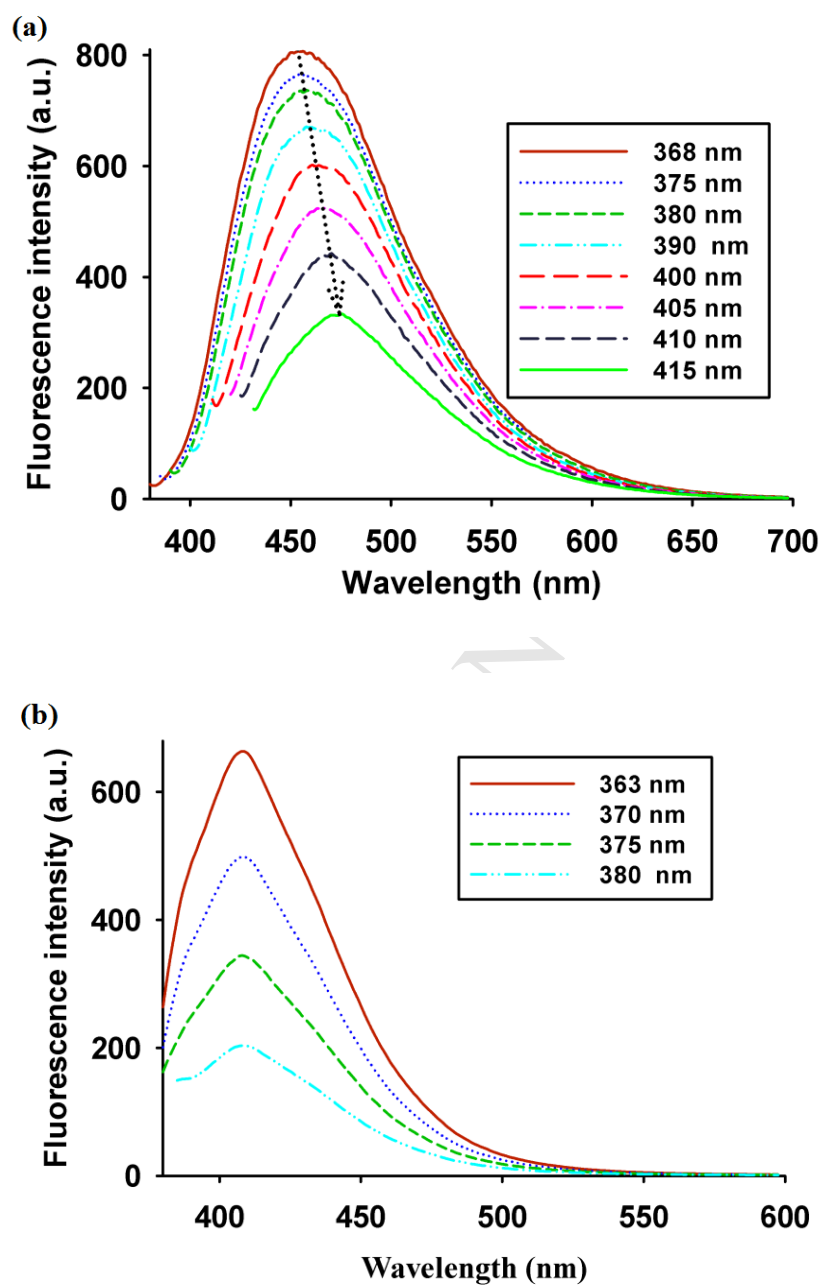 (a)
800
600
400
200
0
Fluorescence intensity (a.u.)
368 nm
375 nm
380 nm
390 nm
400 nm
405 nm
410 nm
415 nm
400 450 500 550 600 650 700
Wavelength (nm)
(b)
600
400
200
0
Fluorescence intensity (a.u.)
363 nm
370 nm
375 nm
380 nm
400 450 500 550 600
Wavelength (nm)